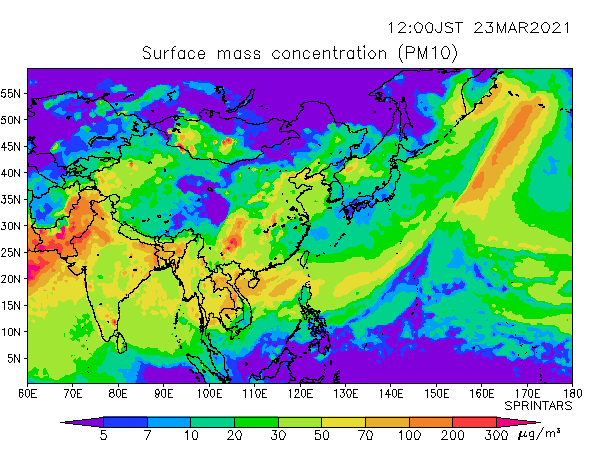 12:00JST 23MAR2021
Surface mass concentration (PM10)
55N
50N
45N
40N
35N
30N
25N
20N
15N
10N
5N
60E 70E 80E 90E 100E 110E 120E 130E 140E 150E 160E 170E 180
SPRINTARS
5 7 10 20 30 50 70 100 200 300 μg/m³